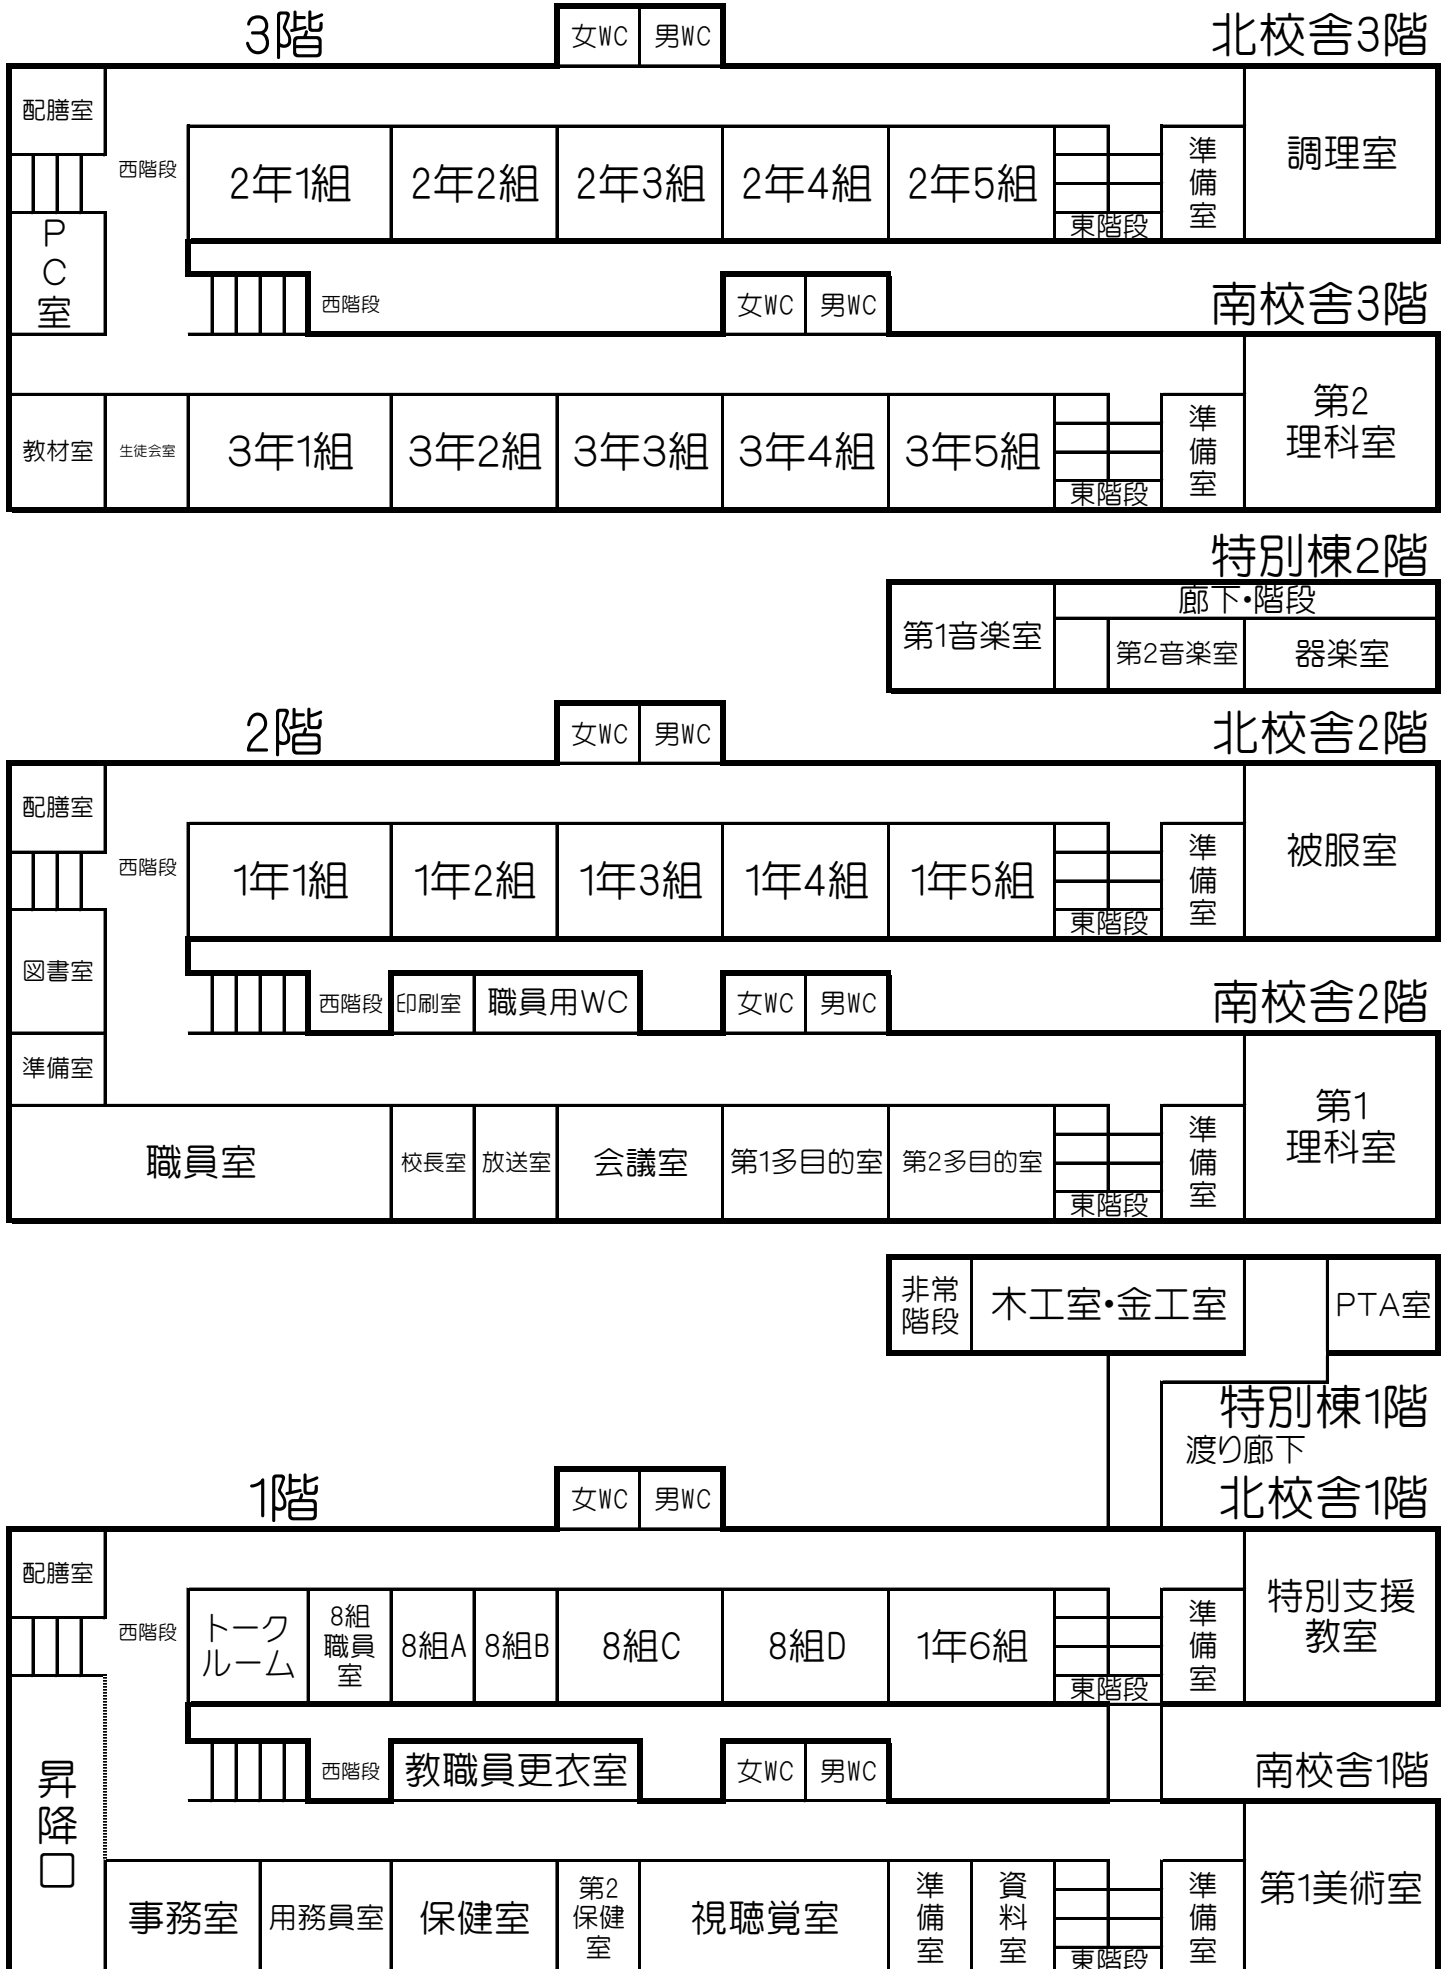 3階
女WC 男WC
北校舎3階
配膳室
西階段
2年1組 2年2組 2年3組 2年4組 2年5組
東階段
準備室
調理室
PC室
西階段
女WC 男WC
南校舎3階
教材室 生徒会室 3年1組 3年2組 3年3組 3年4組 3年5組
東階段
準備室
第2
理科室
特別棟2階
廊下・階段
第1音楽室 第2音楽室 器楽室
2階
女WC 男WC
北校舎2階
配膳室
西階段
1年1組 1年2組 1年3組 1年4組 1年5組
東階段
準備室
被服室
図書室
西階段 印刷室 職員用WC 女WC 男WC
南校舎2階
準備室
職員室 校長室 放送室 会議室 第1多目的室 第2多目的室
東階段
準備室
第1
理科室
非常
階段
木工室・金工室
PTA室
特別棟1階
渡り廊下
1階
女WC 男WC
北校舎1階
配膳室
西階段
トーク
ルーム
8組
職員
室
8組A 8組B 8組C 8組D 1年6組
東階段
準備室
特別支援
教室
昇降口
西階段 教職員更衣室 女WC 男WC
南校舎1階
事務室 用務員室 保健室
第2
保健
室
視聴覚室
準備室
資料室
東階段
準備室
第1美術室